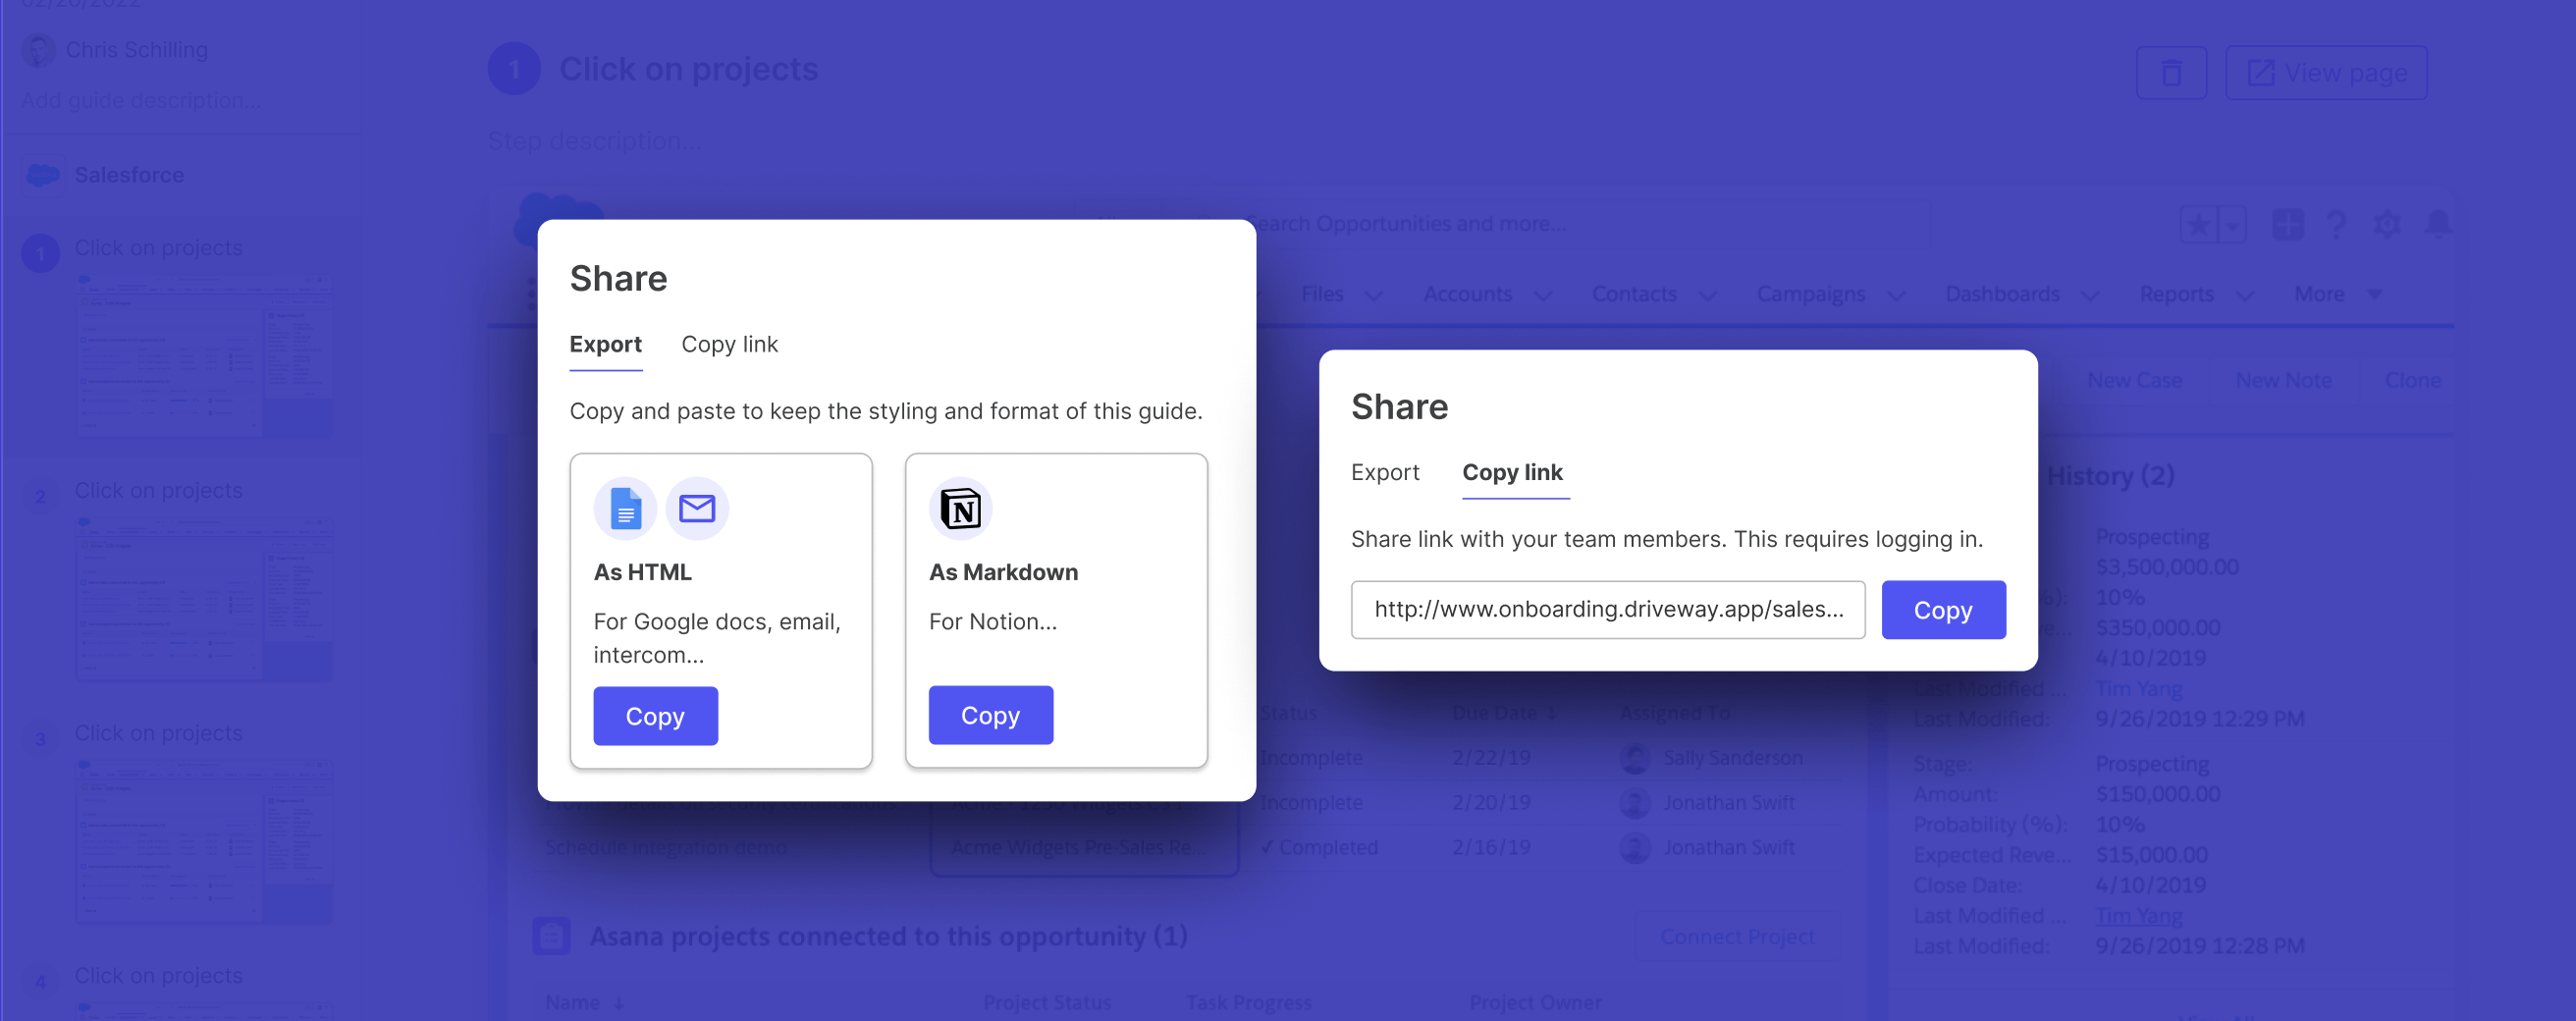 Chris Schilling
Add guide description...
Salesforce
1
Click on projects
2
Click on projects
3
Click on projects
4
Click on projects
1
Click on projects
View page
Step description...
Search Opportunities and more...
Files
Accounts
Contacts
Campaigns
Dashboards
Reports
More
New Case
New Note
Clone
Share
Export
Copy link
Copy and paste to keep the styling and format of this guide.
As HTML
For Google docs, email,
intercom...
Copy
N
As Markdown
For Notion...
Copy
Share
Export
Copy link
Share link with your team members. This requires logging in.
http://www.onboarding.driveway.app/sales...
Copy
History (2)
Prospecting
$3,500,000.00
10%
$350,000.00
4/10/2019
Last Modified ...
Tim Yang
Last Modified:
9/26/2019 12:29 PM
Stage:
Prospecting
Amount:
$150,000.00
Probability (%):
10%
Expected Reve...
$15,000.00
Close Date:
4/10/2019
Last Modified ...
Tim Yang
Last Modified:
9/26/2019 12:28 PM
Status
Due Date ↓
Assigned To
Incomplete
2/22/19
Sally Sanderson
Incomplete
2/20/19
Jonathan Swift
Schedule integration demo
Acme Widgets Pre-Sales Re...
✓ Completed
2/16/19
Jonathan Swift
Asana projects connected to this opportunity (1)
Connect Project
Name ↓
Project Status
Task Progress
Project Owner